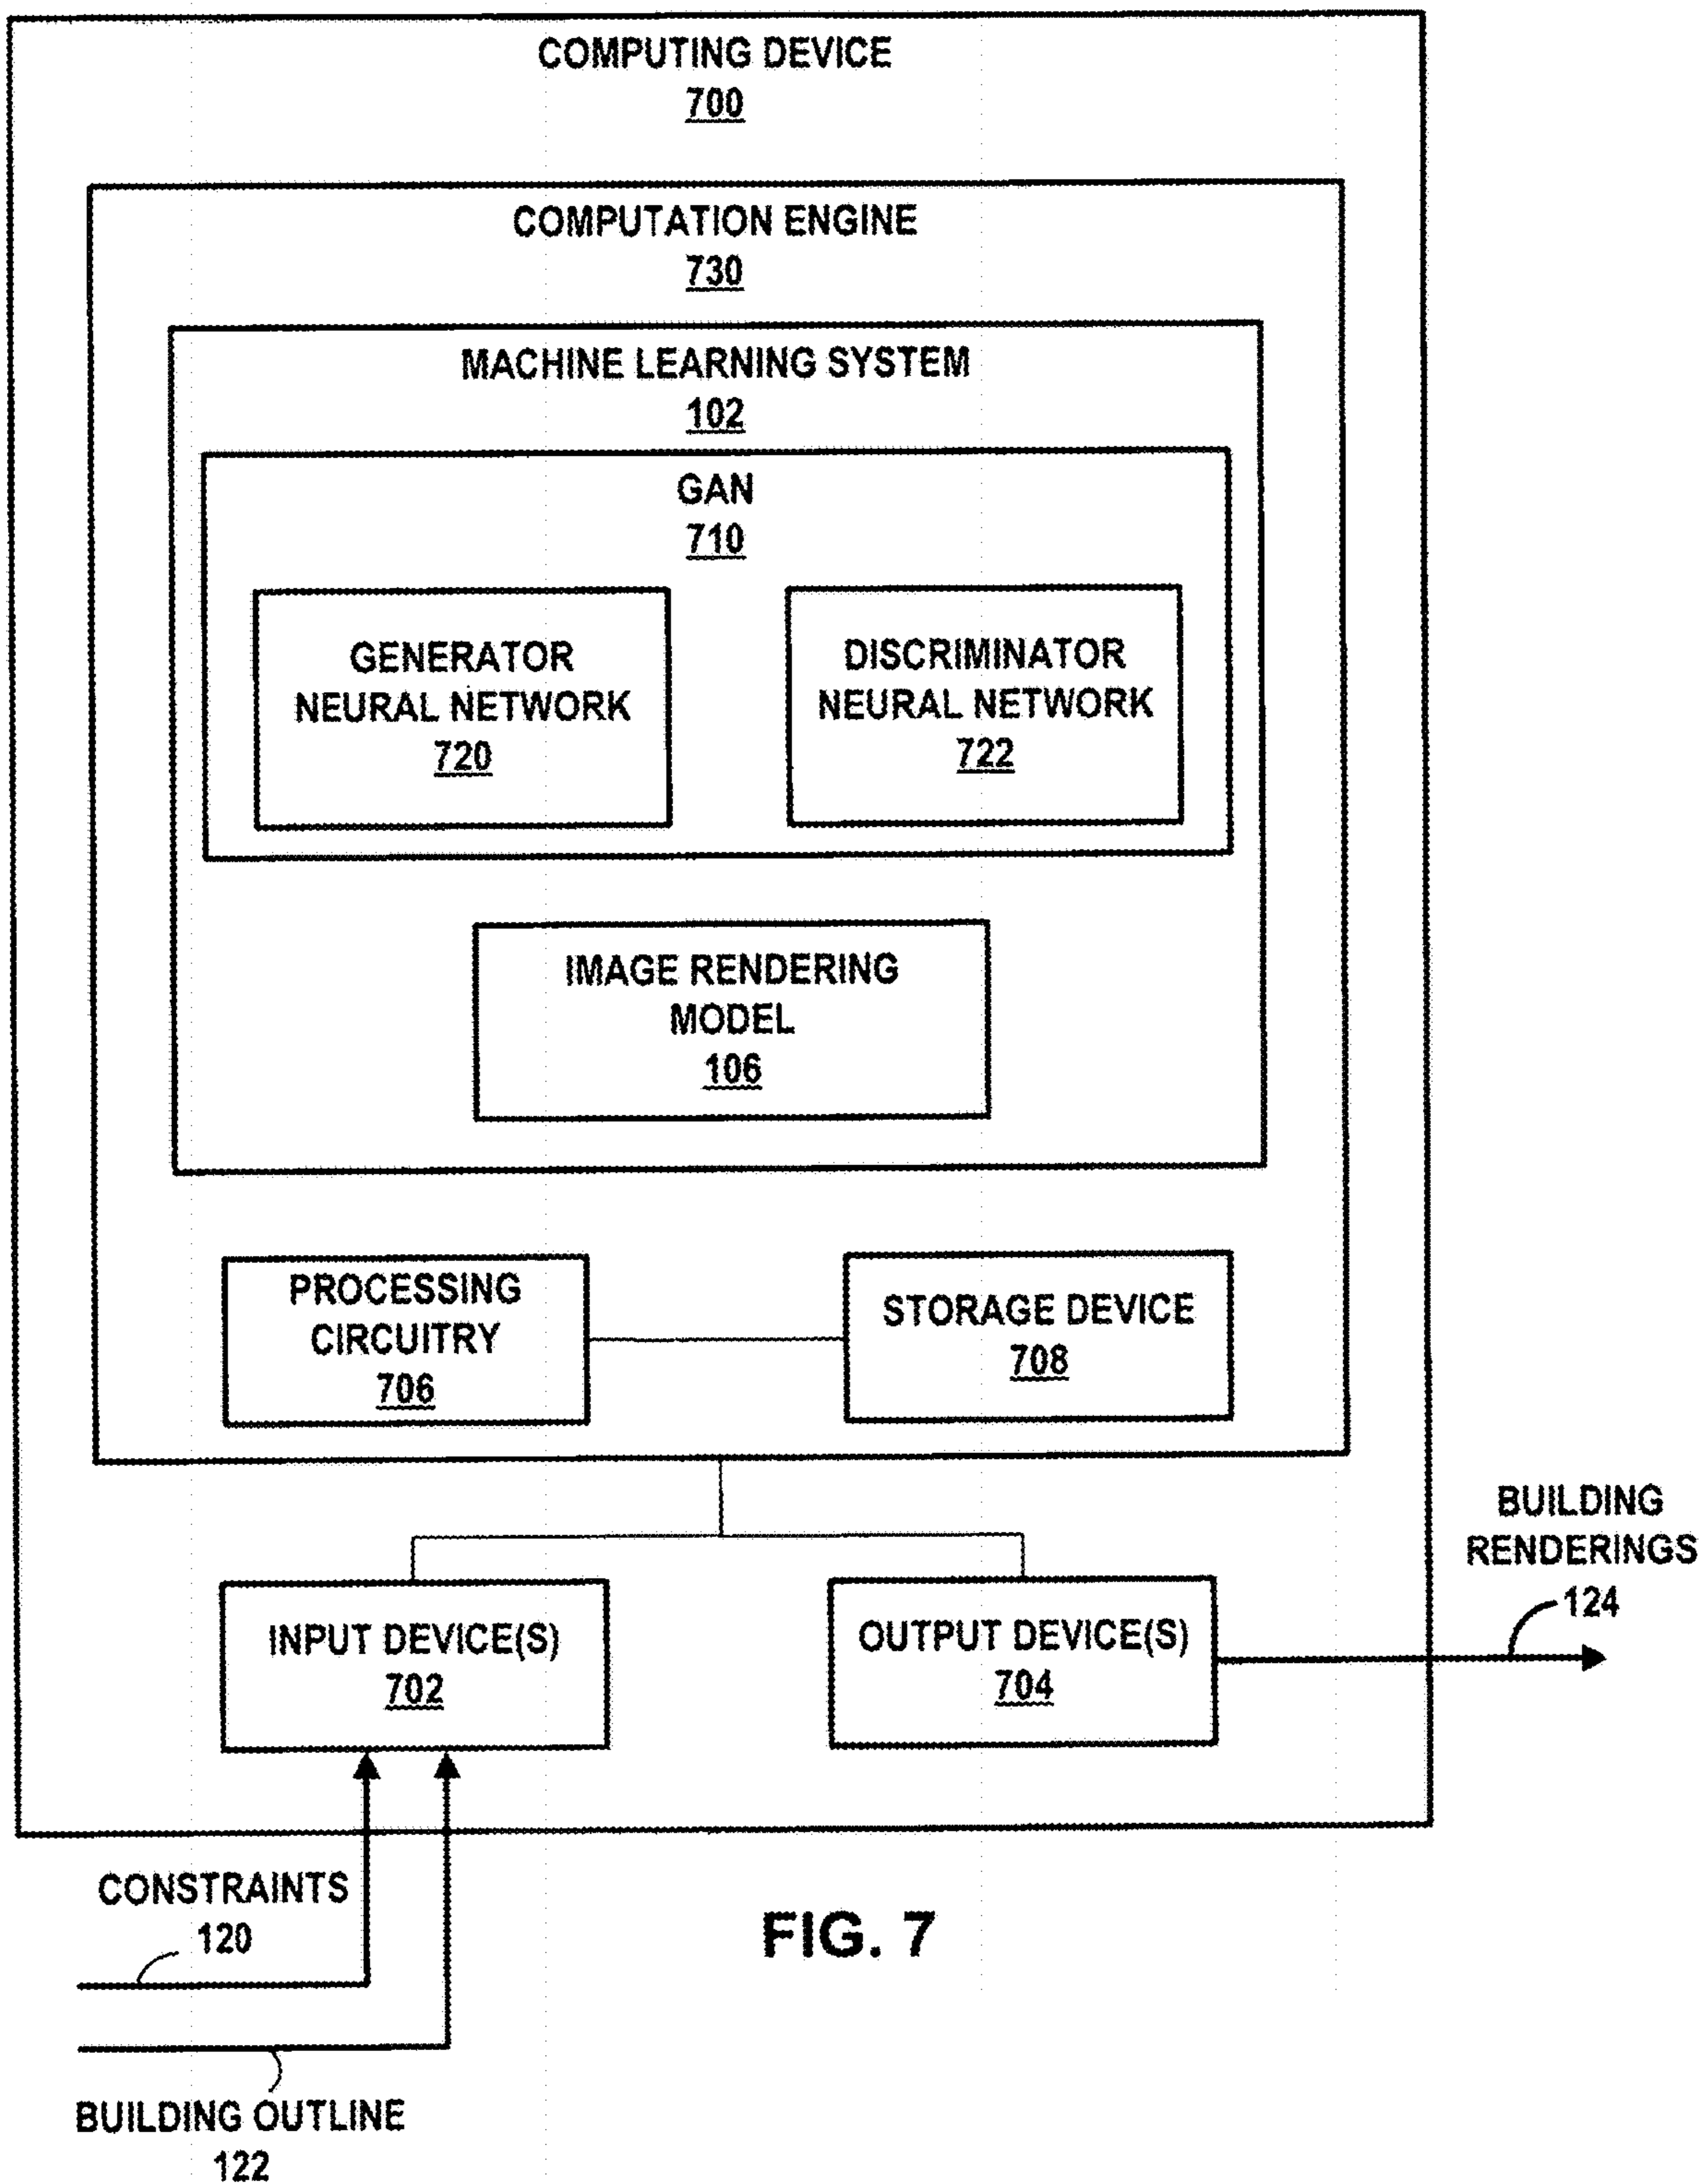 COMPUTING DEVICE
700
COMPUTATION ENGINE
730
MACHINE LEARNING SYSTEM
102
GAN
710
GENERATOR
NEURAL NETWORK
720
DISCRIMINATOR
NEURAL NETWORK
722
IMAGE RENDERING
MODEL
106
PROCESSING
CIRCUITRY
706
STORAGE DEVICE
708
INPUT DEVICE(S)
702
OUTPUT DEVICE(S)
704
BUILDING
RENDERINGS
124
CONSTRAINTS
120
BUILDING OUTLINE
122
FIG. 7